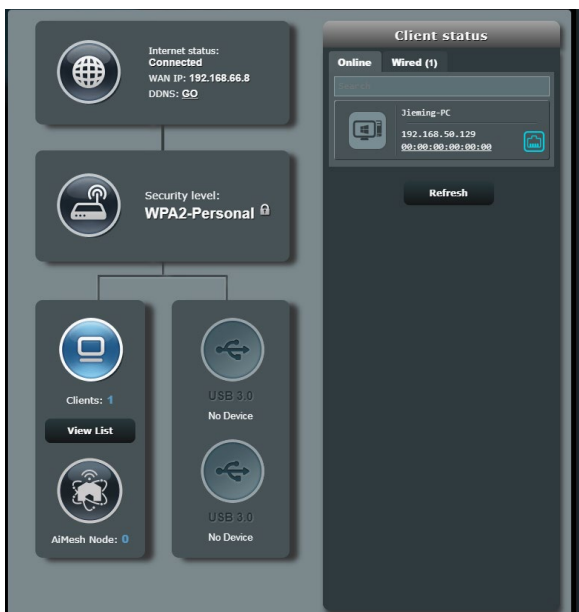 Internet status:
Connected
WAN IP: 192.168.66.8
DDNS: GO
Security level:
WPA2-Personal
Clients: 1
View List
AiMesh Node: 0
USB 3.0
No Device
USB 3.0
No Device
Client status
Online Wired (1)
Search
Jieming-PC
192.168.50.129
00:00:00:00:00:00
Refresh